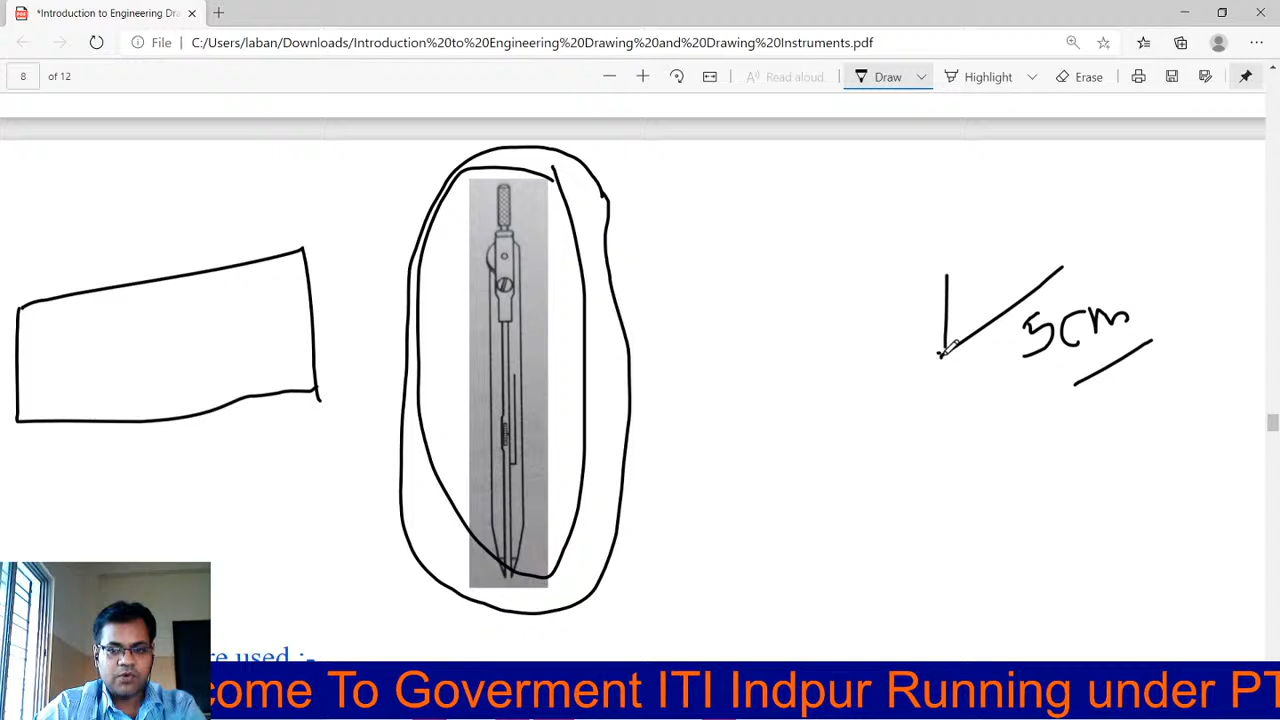 *Introduction to Engineering Dra
File
C:/Users/laban/Downloads/Introduction%20to%20Engineering%20Drawing%20and%20Drawing%20Instruments.pdf
8 of 12
Read aloud
Draw
Highlight
Erase
5cm
re used :-
come To Goverment ITI Indpur Running under PT